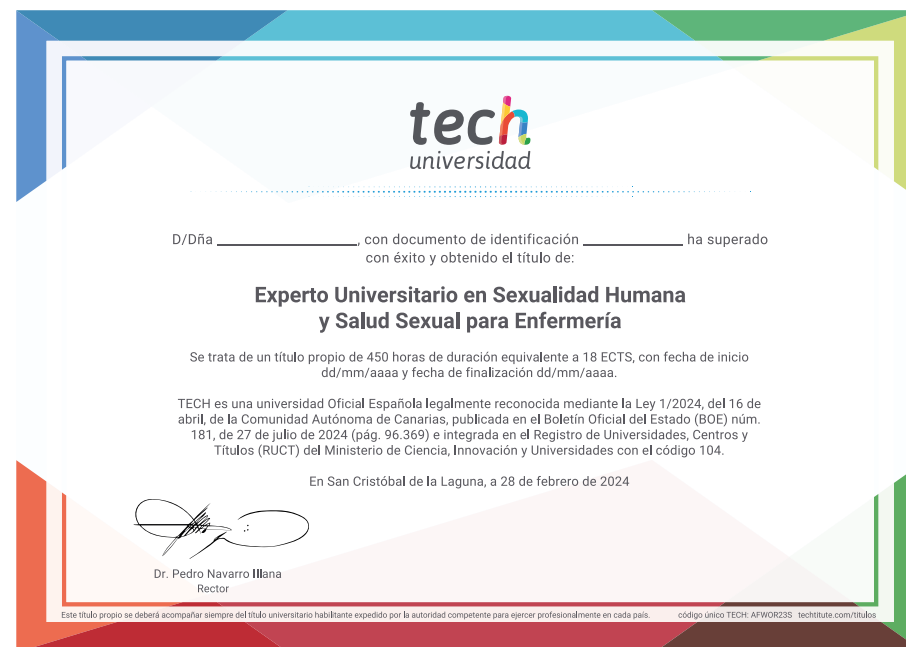 tech
universidad
D/Dña ____________________, con documento de identificación ______________ ha superado
con éxito y obtenido el título de:
Experto Universitario en Sexualidad Humana
y Salud Sexual para Enfermería
Se trata de un título propio de 450 horas de duración equivalente a 18 ECTS, con fecha de inicio
dd/mm/aaaa y fecha de finalización dd/mm/aaaa.
TECH es una universidad Oficial Española legalmente reconocida mediante la Ley 1/2024, del 16 de
abril, de la Comunidad Autónoma de Canarias, publicada en el Boletín Oficial del Estado (BOE) núm.
181, de 27 de julio de 2024 (pág. 96.369) e integrada en el Registro de Universidades, Centros y
Títulos (RUCT) del Ministerio de Ciencia, Innovación y Universidades con el código 104.
En San Cristóbal de la Laguna, a 28 de febrero de 2024
Dr. Pedro Navarro Illana
Rector
Este título propio se deberá acompañar siempre del título universitario habilitante expedido por la autoridad competente para ejercer profesionalmente en cada país. código único TECH: AFWOR23S techtitute.com/titulos